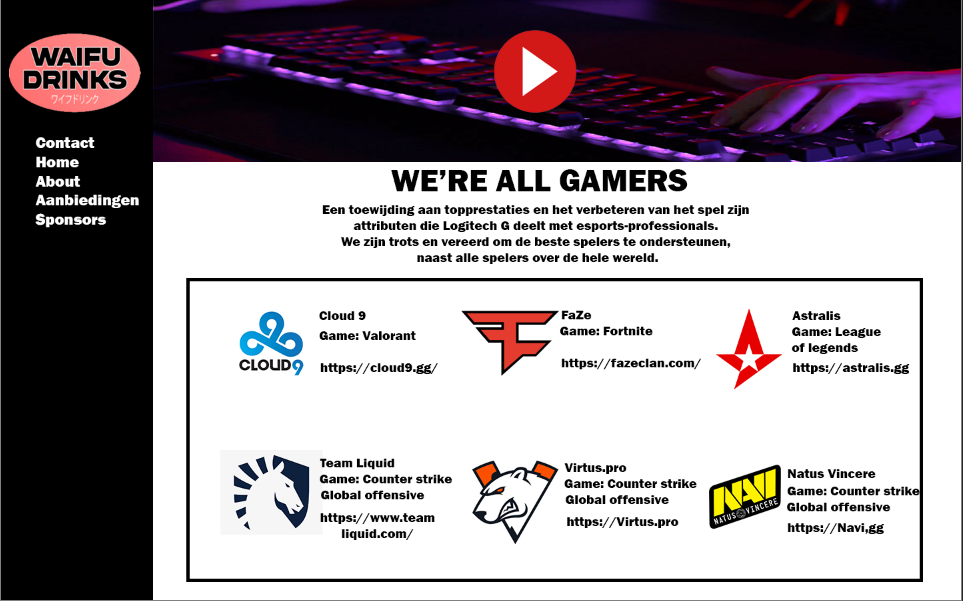 WAIFU
DRINKS
ワイフドリンク
Contact
Home
About
Aanbiedingen
Sponsors
WE'RE ALL GAMERS
Een toewijding aan topprestaties en het verbeteren van het spel zijn
attributen die Logitech G deelt met esports-professionals.
We zijn trots en vereerd om de beste spelers te ondersteunen,
naast alle spelers over de hele wereld.
CLOUD9
Cloud 9
Game: Valorant
https://cloud9.gg/
FaZe
Game: Fortnite
https://fazeclan.com/
Astralis
Game: League
of legends
https://astralis.gg
Team Liquid
Game: Counter strike
Global offensive
https://www.team
liquid.com/
Virtus.pro
Game: Counter strike
Global offensive
https://Virtus.pro
NAVI
NATUS VINCERE
Natus Vincere
Game: Counter strike
Global offensive
https://Navi,gg